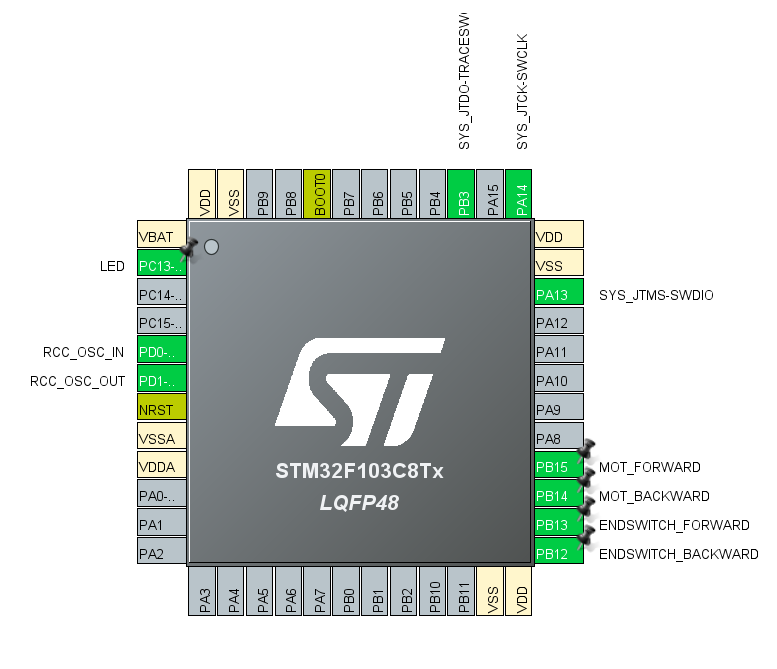 SYS_JTDO-TRACESW
SYS_JTCK-SWCLK
VDD
VSS
PB9
PB8
BOOT0
PB7
PB6
PB5
PB4
PB3
PA15
PA14
VBAT
LED PC13-..
PC14-..
PC15-..
RCC_OSC_IN PD0-..
RCC_OSC_OUT PD1-..
NRST
VSSA
VDDA
PA0-..
PA1
PA2
ST
STM32F103C8Tx
LQFP48
VDD
VSS
PA13 SYS_JTMS-SWDIO
PA12
PA11
PA10
PA9
PA8
PB15 MOT_FORWARD
PB14 MOT_BACKWARD
PB13 ENDSWITCH_FORWARD
PB12 ENDSWITCH_BACKWARD
PA3
PA4
PA5
PA6
PA7
PB0
PB1
PB2
PB10
PB11
VSS
VDD